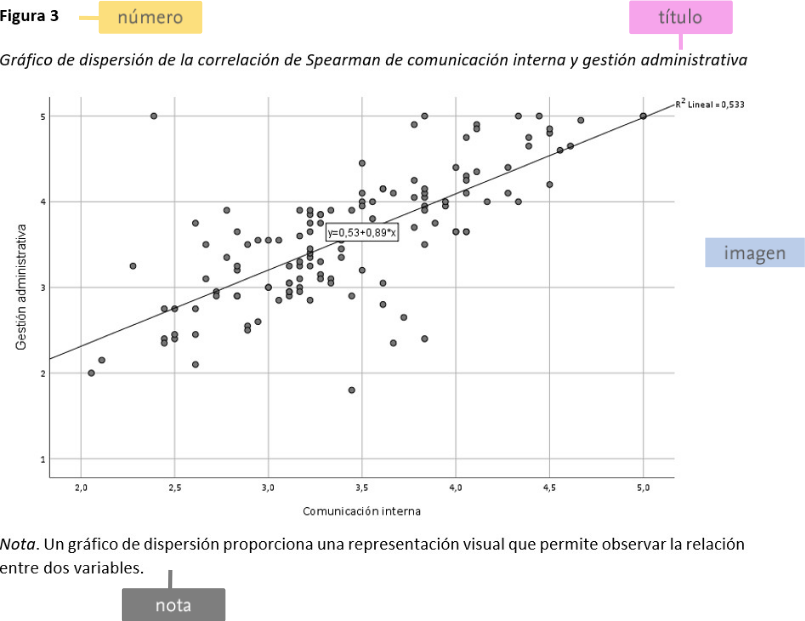 Figura 3
número
título
Gráfico de dispersión de la correlación de Spearman de comunicación interna y gestión administrativa
R² Lineal = 0,533
5
4
y=0,53+0,89*x
imagen
Gestión administrativa
3
2
1
2,0 2,5 3,0 3,5 4,0 4,5 5,0
Comunicación interna
Nota. Un gráfico de dispersión proporciona una representación visual que permite observar la relación
entre dos variables.
nota